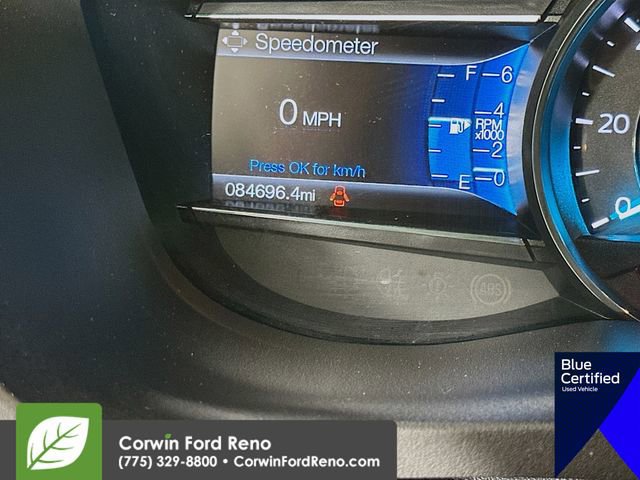 Speedometer
F
6
0 MPH
4
RPM
x1000
2
Press OK for km/h
E
0
084696.4mi
20
0
ABS
Blue
Certified
Used Vehicle
Corwin Ford Reno
(775) 329-8800 • CorwinFordReno.com